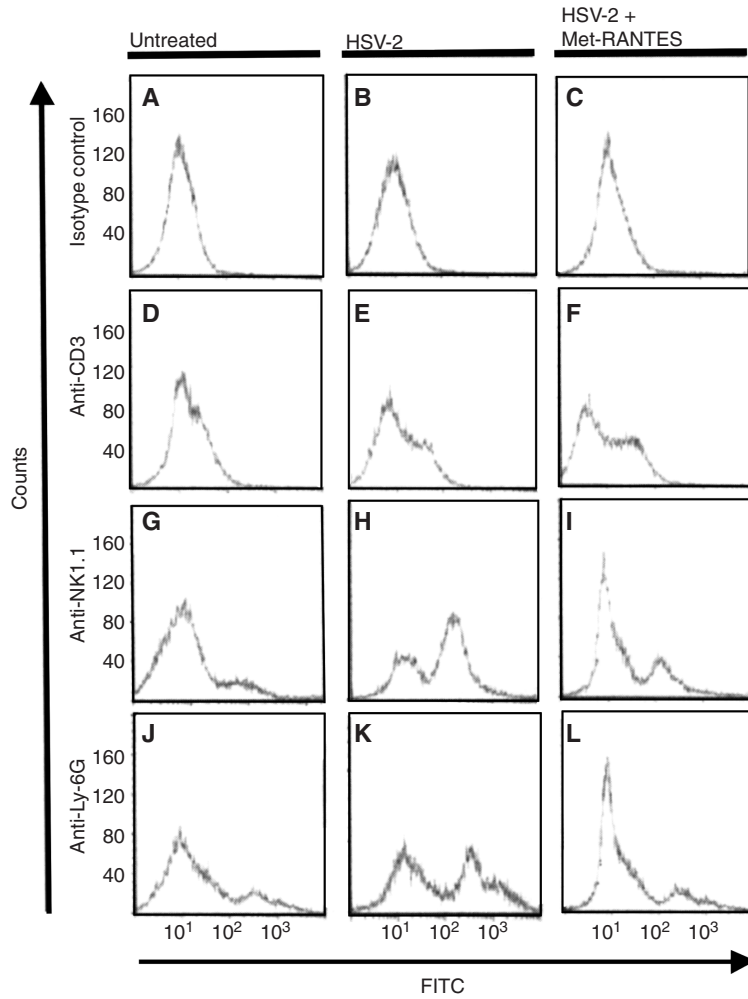 Untreated
HSV-2
HSV-2 +
Met-RANTES
Counts
Isotype control
160
120
80
40
A
B
C
Anti-CD3
160
120
80
40
D
E
F
Anti-NK1.1
160
120
80
40
G
H
I
Anti-Ly-6G
160
120
80
40
J
K
L
10¹ 10² 10³
10¹ 10² 10³
10¹ 10² 10³
FITC